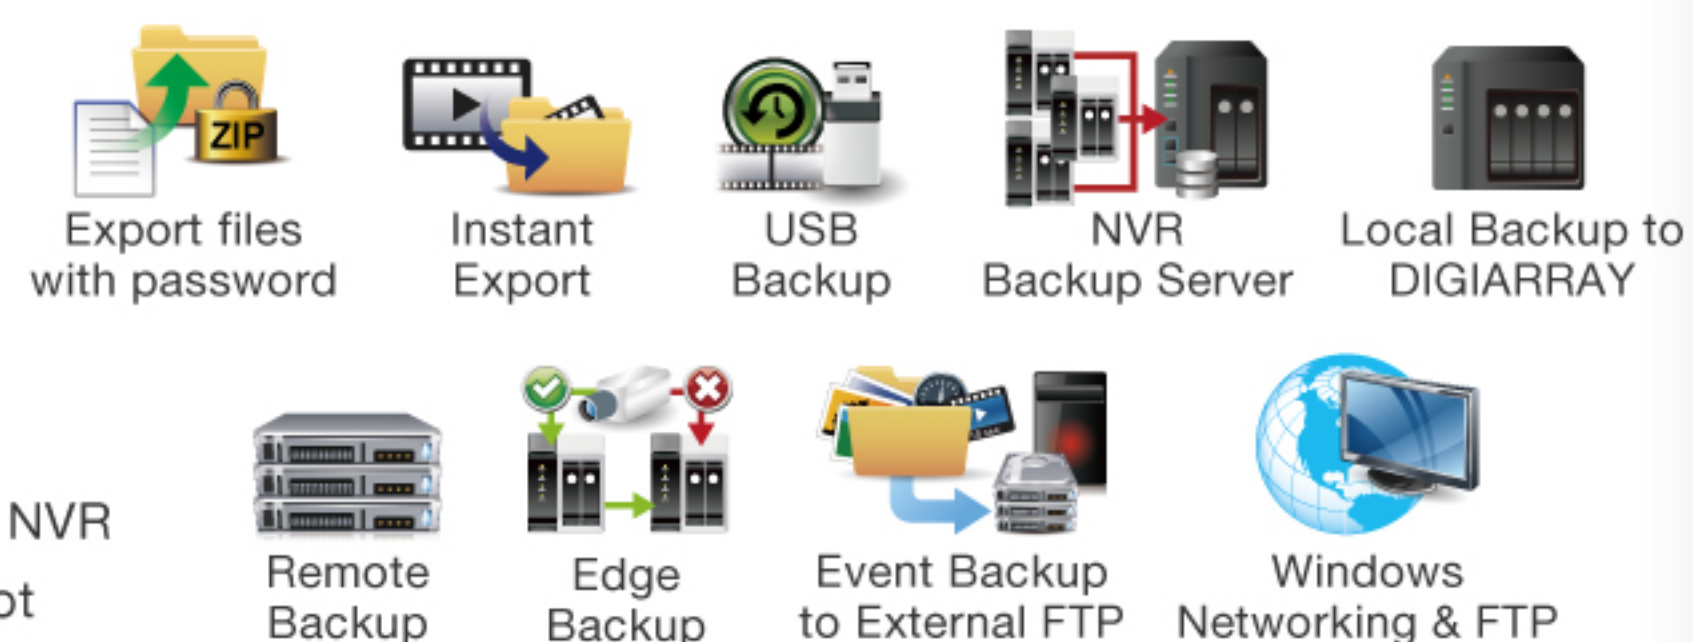 ZIP
Export files
with password
Instant
Export
USB
Backup
NVR
Backup Server
Local Backup to
DIGIARRAY
NVR
Remote
Backup
Edge
Backup
Event Backup
to External FTP
Windows
Networking & FTP